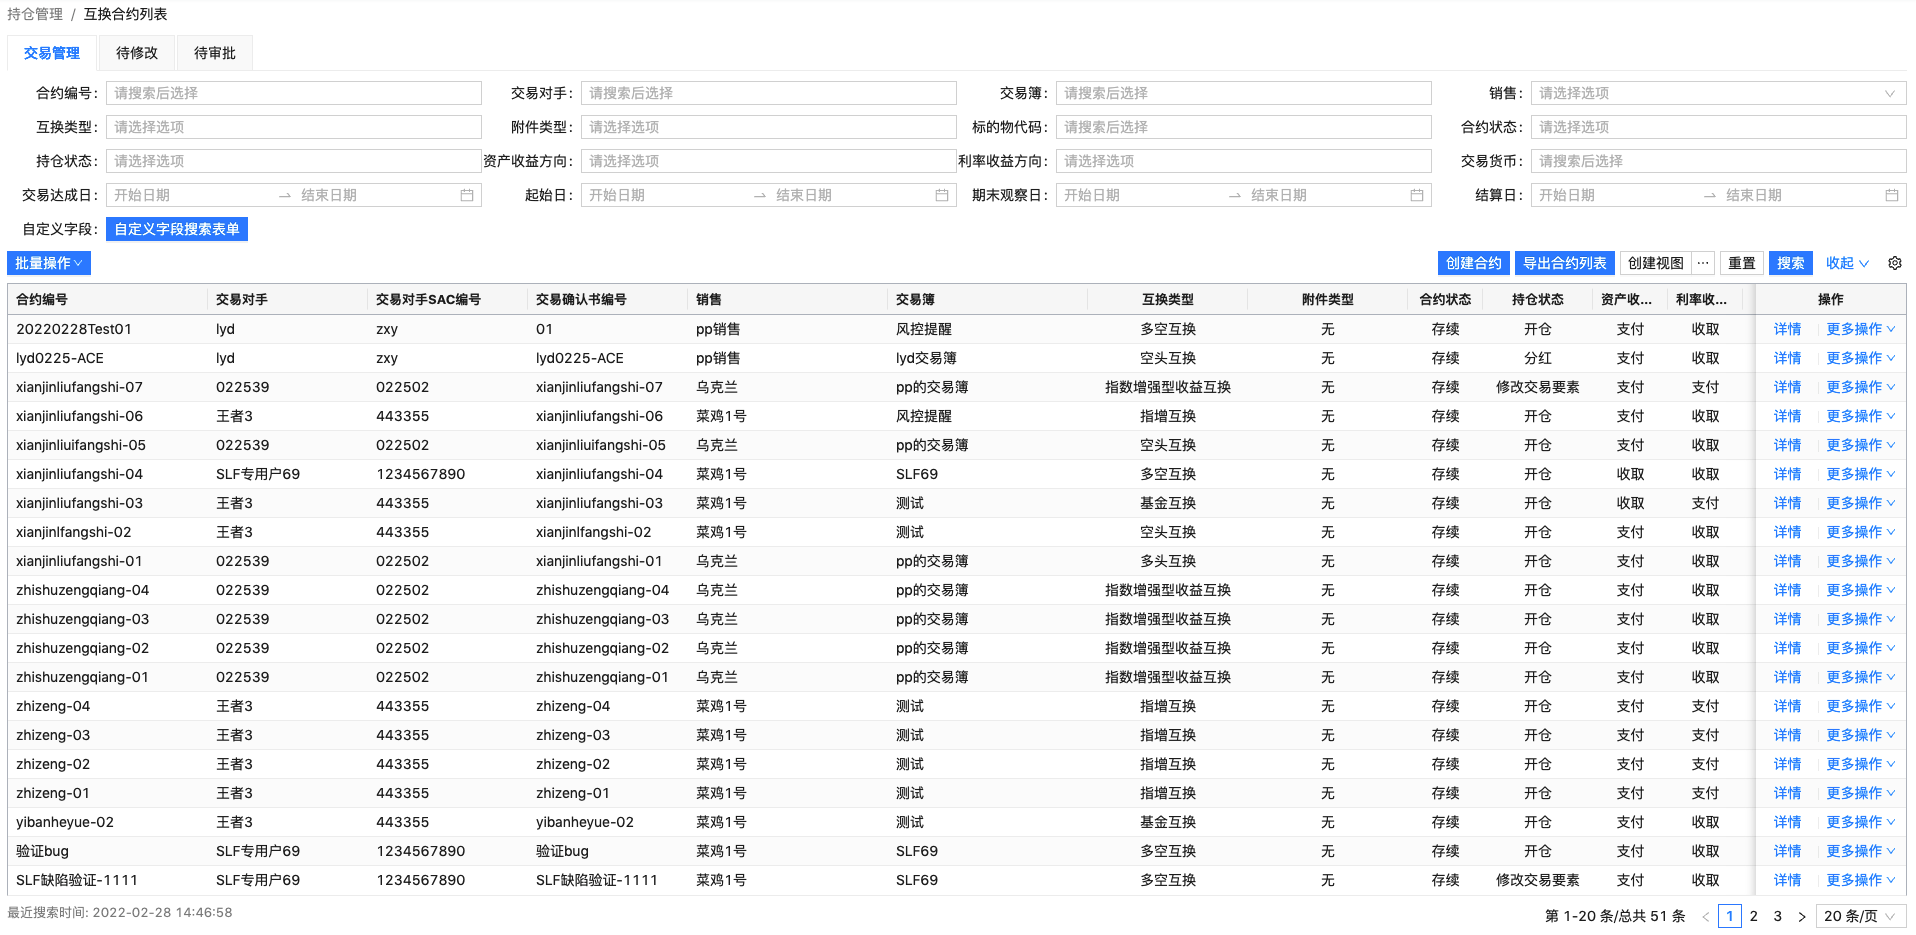 持仓管理 / 互换合约列表
交易管理 待修改 待审批
合约编号: 请搜索后选择 交易对手: 请搜索后选择 交易簿: 请搜索后选择 销售: 请选择选项
互换类型: 请选择选项 附件类型: 请选择选项 标的物代码: 请搜索后选择 合约状态: 请选择选项
持仓状态: 请选择选项 资产收益方向: 请选择选项 利率收益方向: 请选择选项 交易货币: 请搜索后选择
交易达成日: 开始日期 → 结束日期 起始日: 开始日期 → 结束日期 期末观察日: 开始日期 → 结束日期 结算日: 开始日期 → 结束日期
自定义字段: 自定义字段搜索表单
批量操作 创建合约 导出合约列表 创建视图 ··· 重置 搜索 收起
合约编号 交易对手 交易对手SAC编号 交易确认书编号 销售 交易簿 互换类型 附件类型 合约状态 持仓状态 资产收... 利率收... 操作
20220228Test01 lyd zxy 01 pp销售 风控提醒 多空互换 无 存续 开仓 支付 收取 详情 更多操作
lyd0225-ACE lyd zxy lyd0225-ACE pp销售 lyd交易簿 空头互换 无 存续 分红 支付 收取 详情 更多操作
xianjinliufangshi-07 022539 022502 xianjinliufangshi-07 乌克兰 pp的交易簿 指数增强型收益互换 无 存续 修改交易要素 支付 支付 详情 更多操作
xianjinliufangshi-06 王者3 443355 xianjinliufangshi-06 菜鸡1号 风控提醒 指增互换 无 存续 开仓 支付 收取 详情 更多操作
xianjinliuifangshi-05 022539 022502 xianjinliuifangshi-05 乌克兰 pp的交易簿 空头互换 无 存续 开仓 支付 收取 详情 更多操作
xianjinliufangshi-04 SLF专用户69 1234567890 xianjinliufangshi-04 菜鸡1号 SLF69 多空互换 无 存续 开仓 收取 收取 详情 更多操作
xianjinliufangshi-03 王者3 443355 xianjinliufangshi-03 菜鸡1号 测试 基金互换 无 存续 开仓 收取 支付 详情 更多操作
xianjinlfangshi-02 王者3 443355 xianjinlfangshi-02 菜鸡1号 测试 空头互换 无 存续 开仓 支付 收取 详情 更多操作
xianjinliufangshi-01 022539 022502 xianjinliufangshi-01 乌克兰 pp的交易簿 多头互换 无 存续 开仓 支付 收取 详情 更多操作
zhishuzengqiang-04 022539 022502 zhishuzengqiang-04 乌克兰 pp的交易簿 指数增强型收益互换 无 存续 开仓 支付 收取 详情 更多操作
zhishuzengqiang-03 022539 022502 zhishuzengqiang-03 乌克兰 pp的交易簿 指数增强型收益互换 无 存续 开仓 支付 收取 详情 更多操作
zhishuzengqiang-02 022539 022502 zhishuzengqiang-02 乌克兰 pp的交易簿 指数增强型收益互换 无 存续 开仓 支付 收取 详情 更多操作
zhishuzengqiang-01 022539 022502 zhishuzengqiang-01 乌克兰 pp的交易簿 指数增强型收益互换 无 存续 开仓 支付 收取 详情 更多操作
zhizeng-04 王者3 443355 zhizeng-04 菜鸡1号 测试 指增互换 无 存续 开仓 支付 支付 详情 更多操作
zhizeng-03 王者3 443355 zhizeng-03 菜鸡1号 测试 指增互换 无 存续 开仓 支付 支付 详情 更多操作
zhizeng-02 王者3 443355 zhizeng-02 菜鸡1号 测试 指增互换 无 存续 开仓 支付 支付 详情 更多操作
zhizeng-01 王者3 443355 zhizeng-01 菜鸡1号 测试 指增互换 无 存续 开仓 支付 支付 详情 更多操作
yibanheyue-02 王者3 443355 yibanheyue-02 菜鸡1号 测试 基金互换 无 存续 开仓 支付 收取 详情 更多操作
验证bug SLF专用户69 1234567890 验证bug 菜鸡1号 SLF69 多空互换 无 存续 开仓 支付 收取 详情 更多操作
SLF缺陷验证-1111 SLF专用户69 1234567890 SLF缺陷验证-1111 菜鸡1号 SLF69 多空互换 无 存续 修改交易要素 支付 收取 详情 更多操作
最近搜索时间: 2022-02-28 14:46:58
第 1-20 条/总共 51 条 < 1 2 3 > 20 条/页